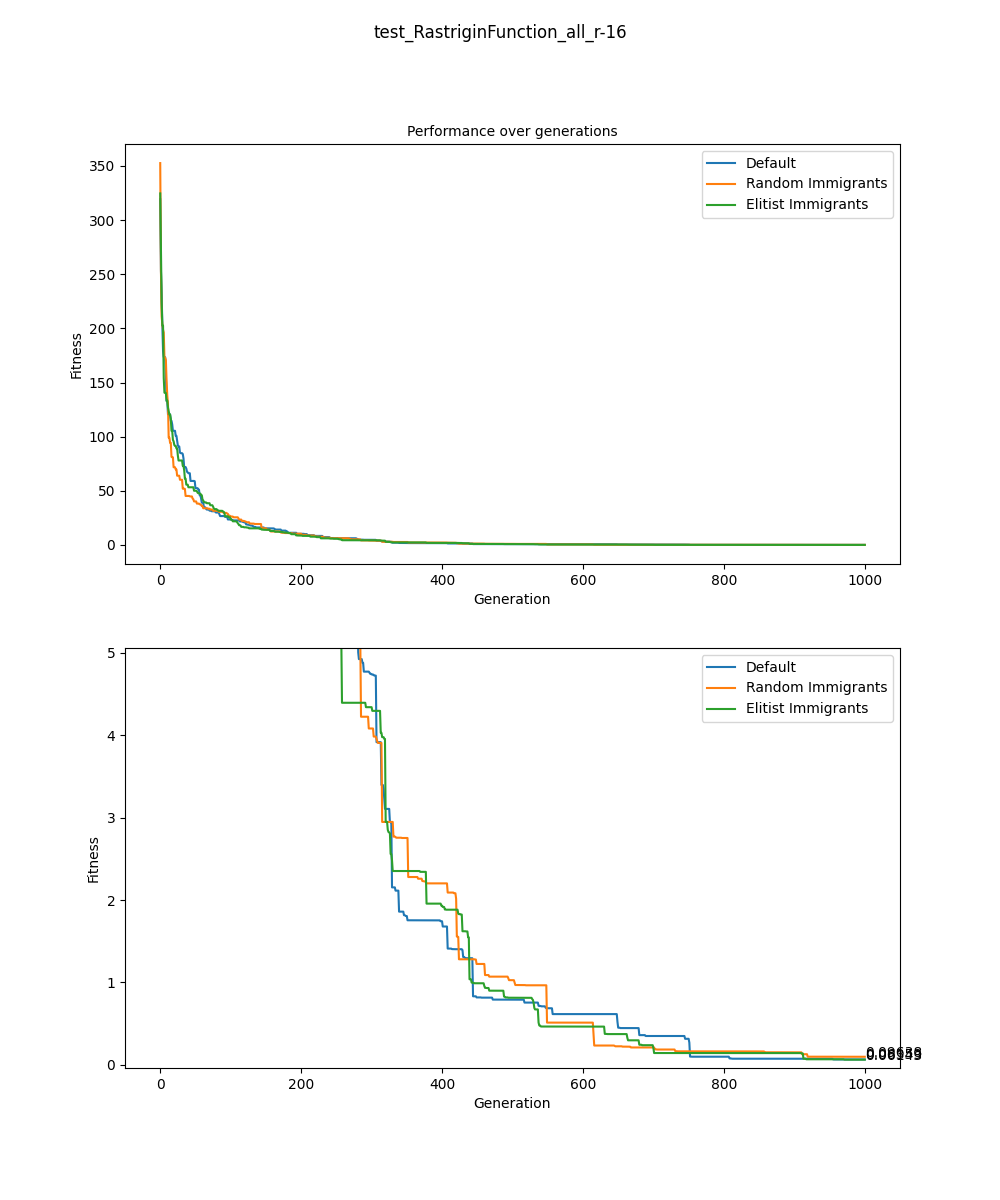 test_RastriginFunction_all_r-16
Performance over generations
Fitness
350
300
250
200
150
100
50
0
Default
Random Immigrants
Elitist Immigrants
0 200 400 600 800 1000
Generation
Fitness
5
4
3
2
1
0
Default
Random Immigrants
Elitist Immigrants
0 200 400 600 800 1000
Generation